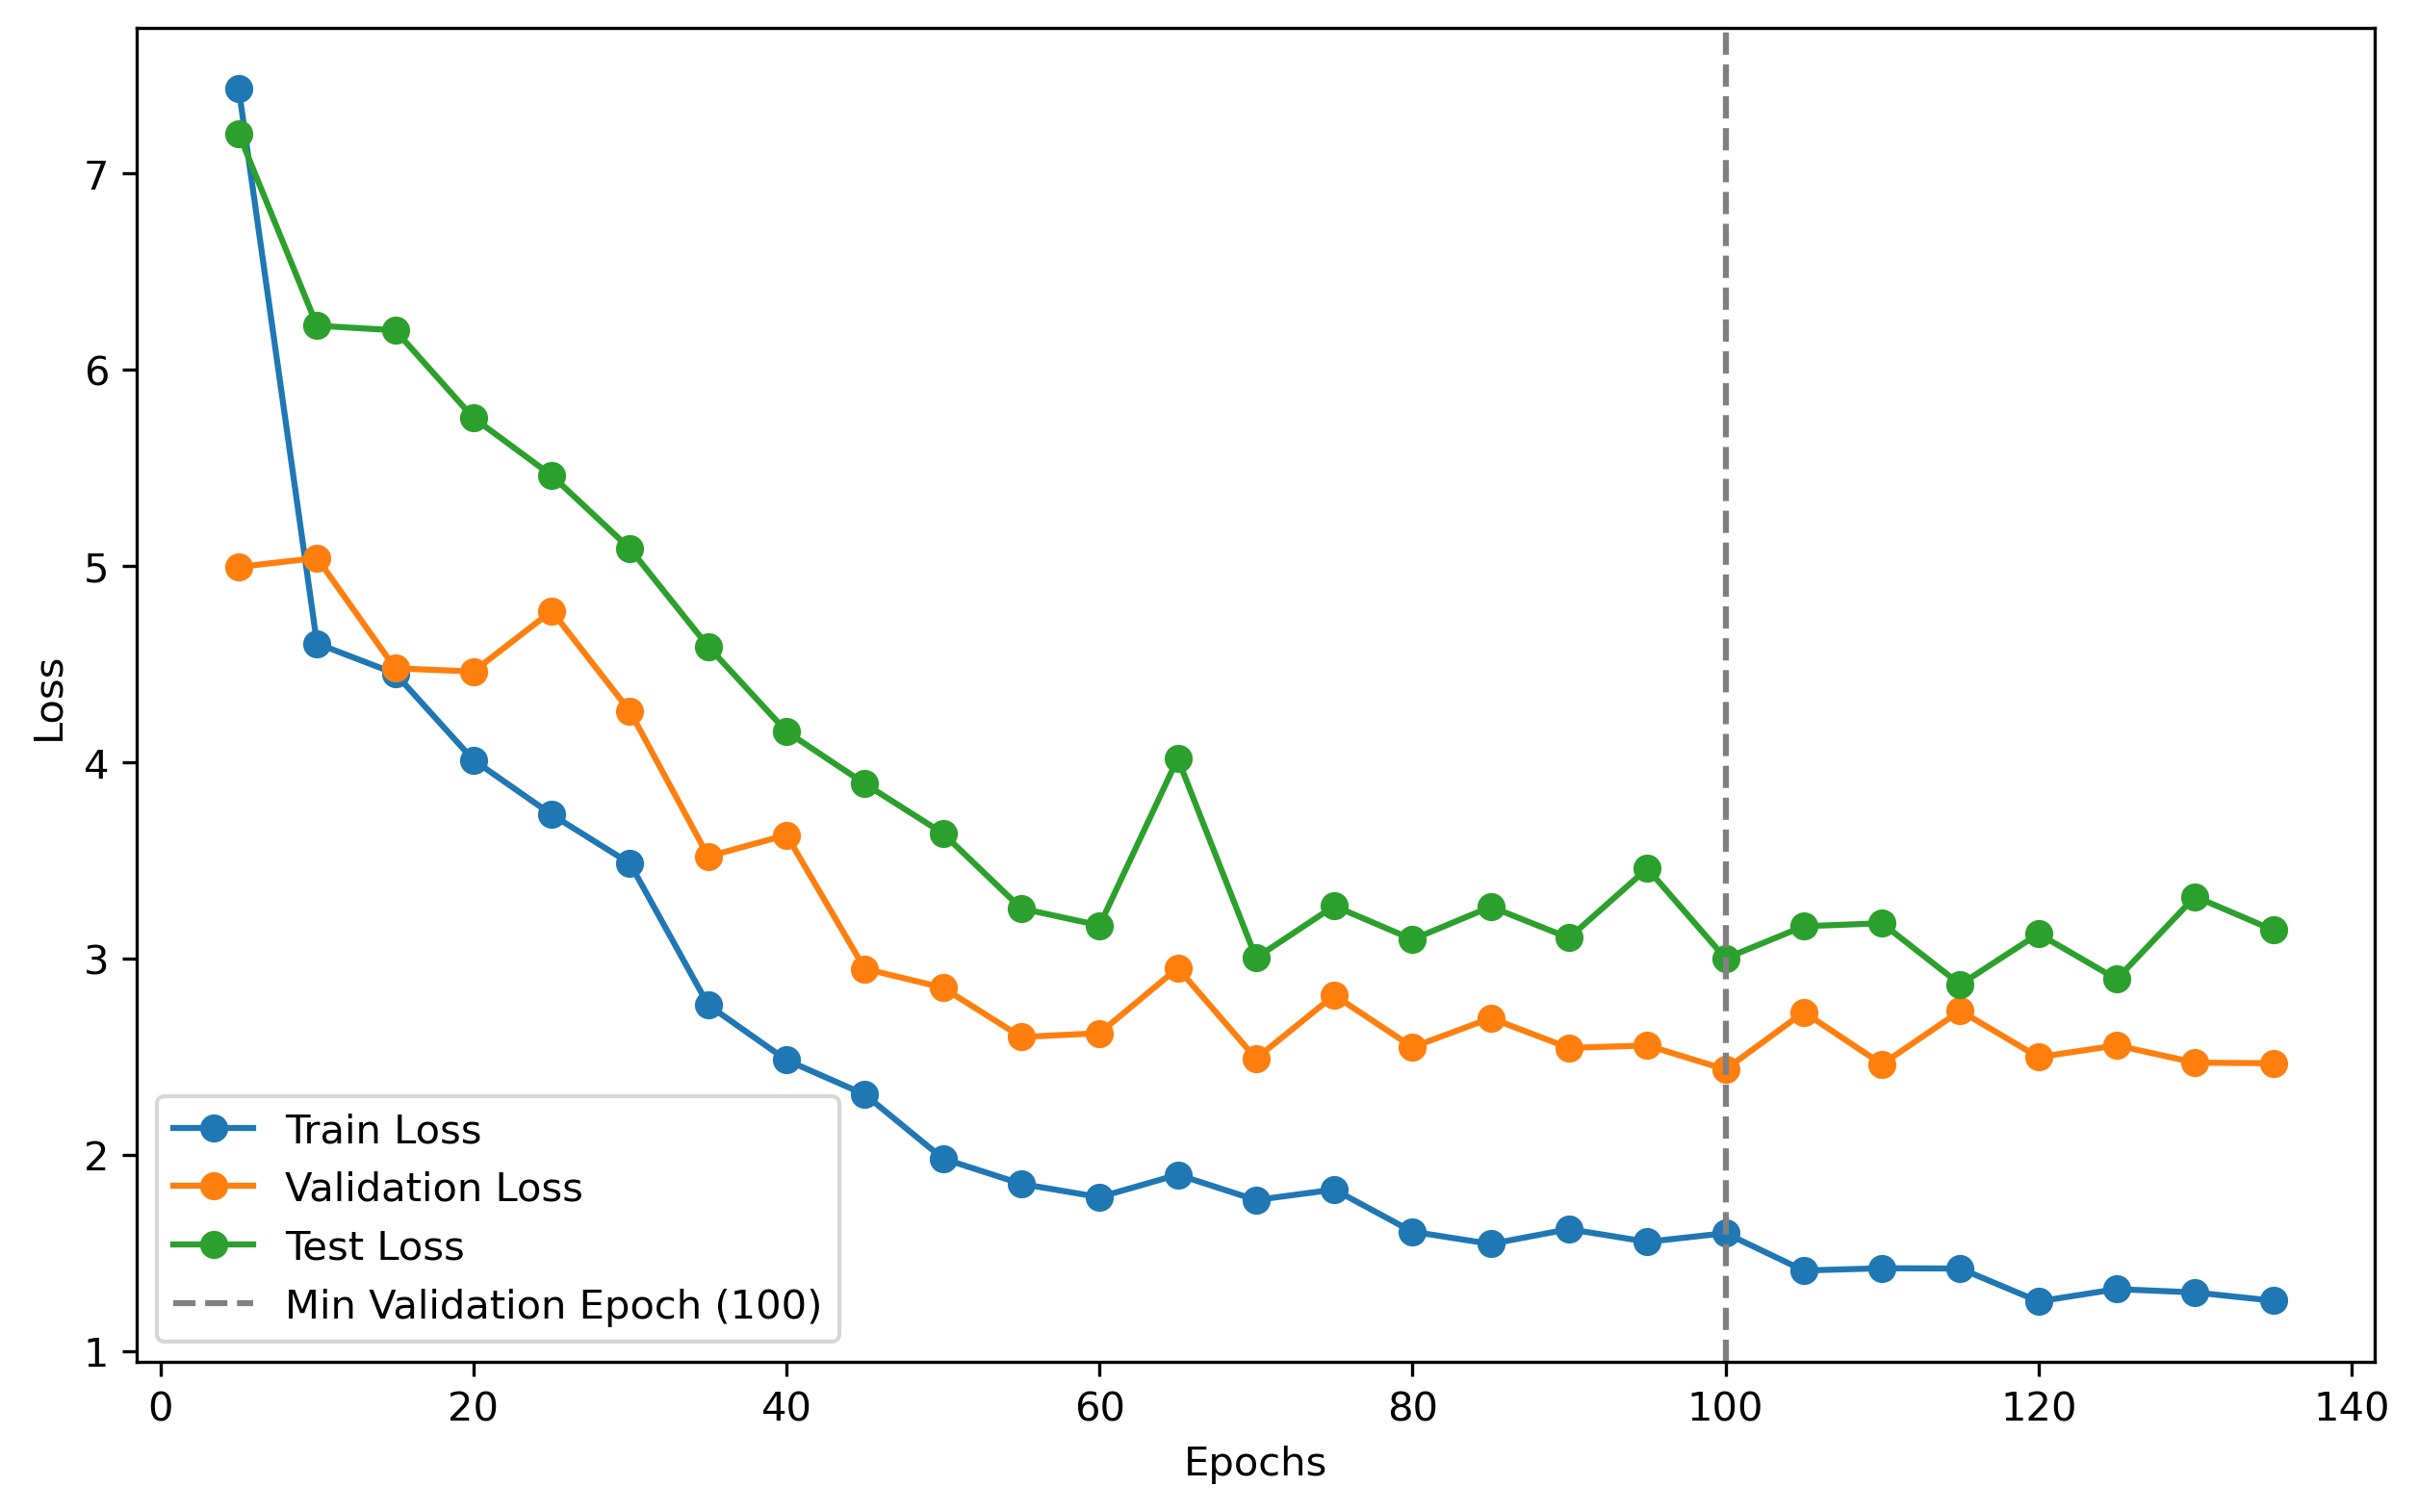 7
6
5
4
3
2
1
Loss
Train Loss
Validation Loss
Test Loss
Min Validation Epoch (100)
0 20 40 60 80 100 120 140
Epochs